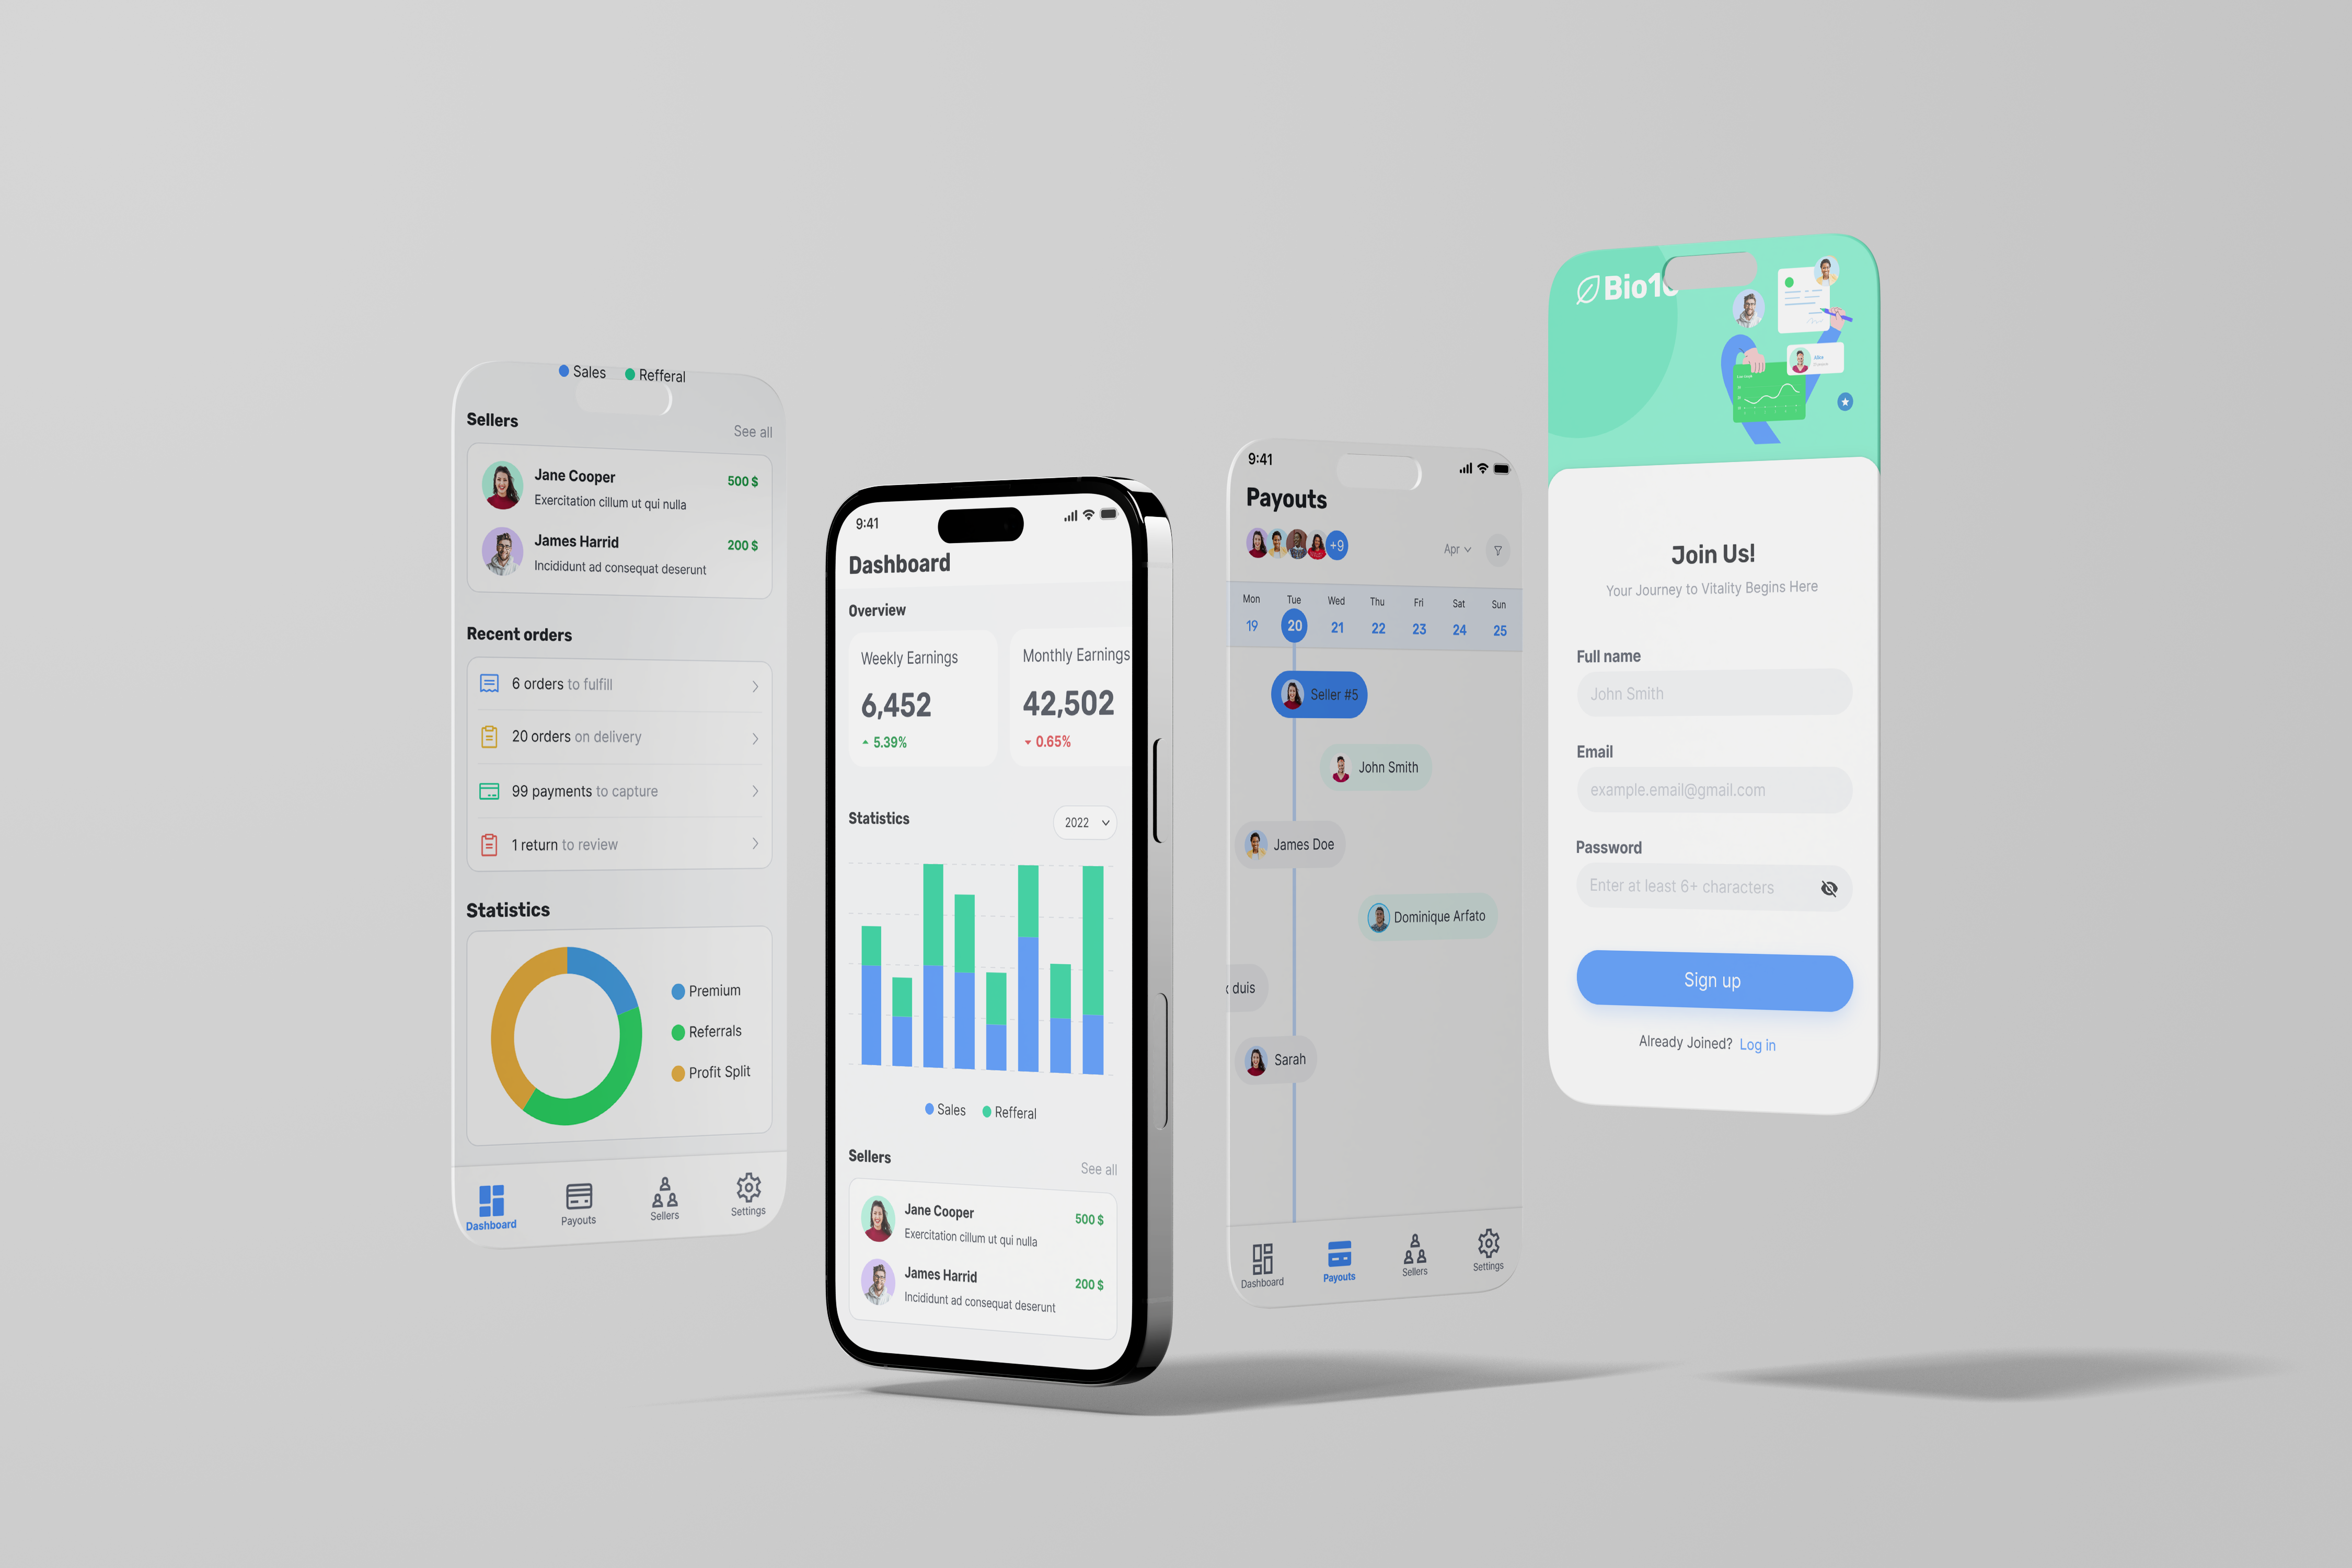 Sales Refferal
Sellers
See all
Jane Cooper
Exercitation cillum ut qui nulla
500 $
James Harrid
Incididunt ad consequat deserunt
200 $
Recent orders
6 orders to fulfill
20 orders on delivery
99 payments to capture
1 return to review
Statistics
Premium
Referrals
Profit Split
Dashboard
Payouts
Sellers
Settings
9:41
Dashboard
Overview
Weekly Earnings
6,452
5.39%
Monthly Earnings
42,502
0.65%
Statistics
2022
Sales Refferal
Sellers
See all
Jane Cooper
Exercitation cillum ut qui nulla
500 $
James Harrid
Incididunt ad consequat deserunt
200 $
9:41
Payouts
+9
Apr
Mon Tue Wed Thu Fri Sat Sun
19 20 21 22 23 24 25
Seller #5
John Smith
James Doe
Dominique Arfato
duis
Sarah
Dashboard
Payouts
Sellers
Settings
Join Us!
Your Journey to Vitality Begins Here
Full name
John Smith
Email
example.email@gmail.com
Password
Enter at least 6+ characters
Sign up
Already Joined? Log in